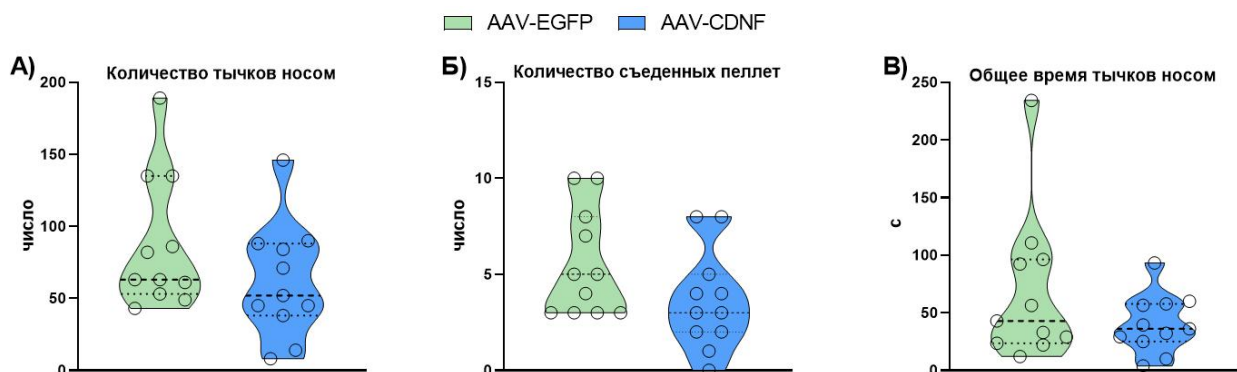 AAV-EGFP AAV-CDNF
А) Количество тычков носом
200
150
100
50
0
число
Б) Количество съеденных пеллет
15
10
5
0
число
В) Общее время тычков носом
250
200
150
100
50
0
с